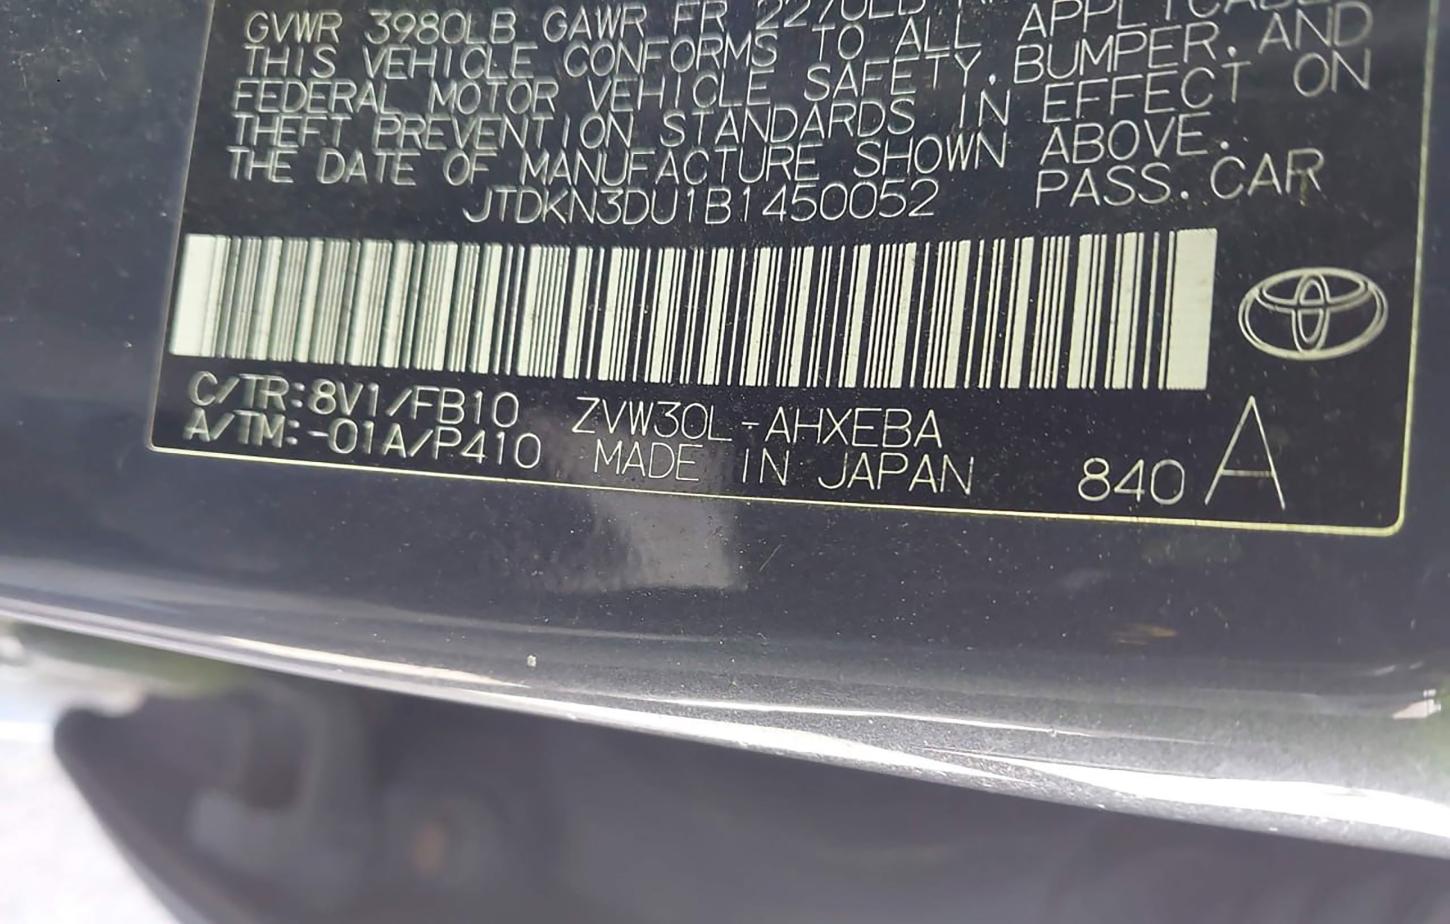 GVWR 3980LB GAWR FR 2270LB
THIS VEHICLE CONFORMS TO ALL APPLICABLE
FEDERAL MOTOR VEHICLE SAFETY, BUMPER, AND
THEFT PREVENTION STANDARDS IN EFFECT ON
THE DATE OF MANUFACTURE SHOWN ABOVE.
JTDKN3DU1B1450052 PASS. CAR
C/TR:8V1/FB10 ZVW30L-AHXEBA
A/TM:-01A/P410 MADE IN JAPAN 840 A